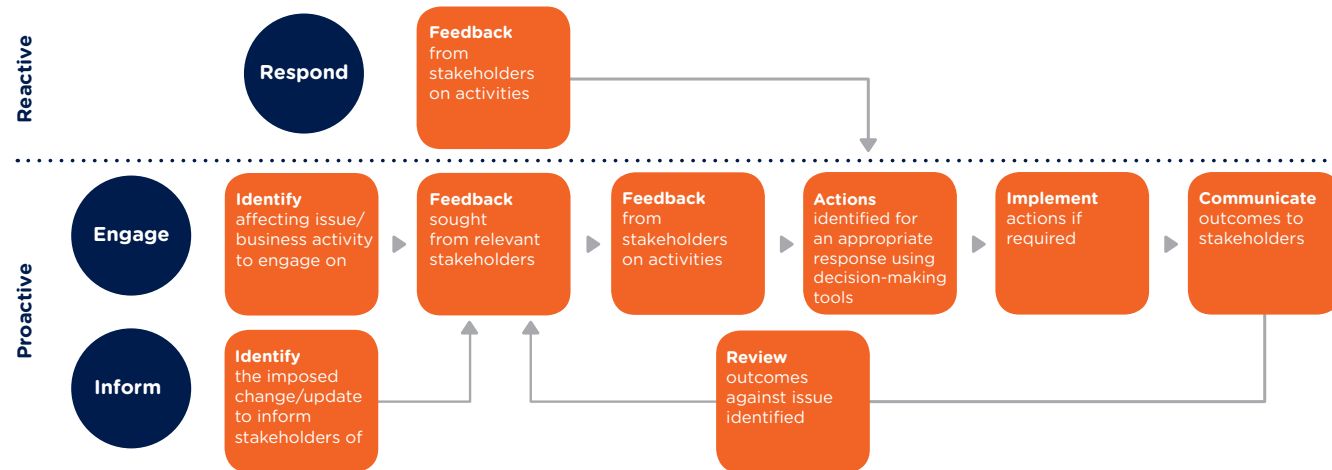 Reactive
Respond
Feedback
from
stakeholders
on activities
Proactive
Engage
Identify
affecting issue/
business activity
to engage on
Feedback
sought
from relevant
stakeholders
Feedback
from
stakeholders
on activities
Actions
identified for
an appropriate
response using
decision-making
tools
Implement
actions if
required
Communicate
outcomes to
stakeholders
Inform
Identify
the imposed
change/update
to inform
stakeholders of
Review
outcomes
against issue
identified